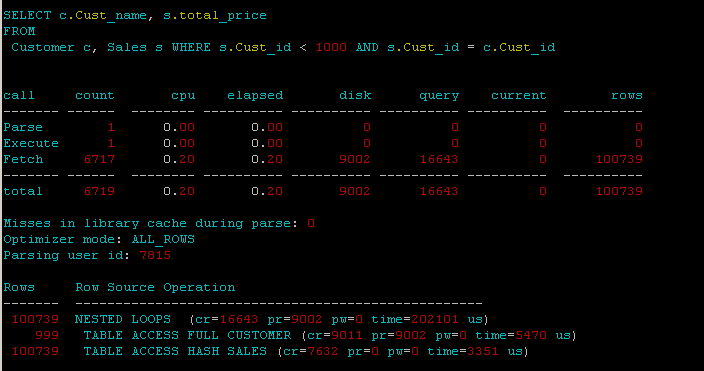 SELECT c.Cust_name, s.total_price
FROM
 Customer c, Sales s WHERE s.Cust_id < 1000 AND s.Cust_id = c.Cust_id
call     count       cpu    elapsed       disk      query    current        rows
------- ------ -------- ---------- ---------- ---------- ---------- ----------
Parse        1      0.00       0.00          0          0          0           0
Execute      1      0.00       0.00          0          0          0           0
Fetch     6717      0.20       0.20       9002      16643          0      100739
------- ------ -------- ---------- ---------- ---------- ---------- ----------
total     6719      0.20       0.20       9002      16643          0      100739
Misses in library cache during parse: 0
Optimizer mode: ALL_ROWS
Parsing user id: 7815
Rows     Row Source Operation
-------  ---------------------------------------------------
 100739  NESTED LOOPS  (cr=16643 pr=9002 pw=0 time=202101 us)
    999   TABLE ACCESS FULL CUSTOMER (cr=9011 pr=9002 pw=0 time=5470 us)
 100739   TABLE ACCESS HASH SALES (cr=7632 pr=0 pw=0 time=3351 us)